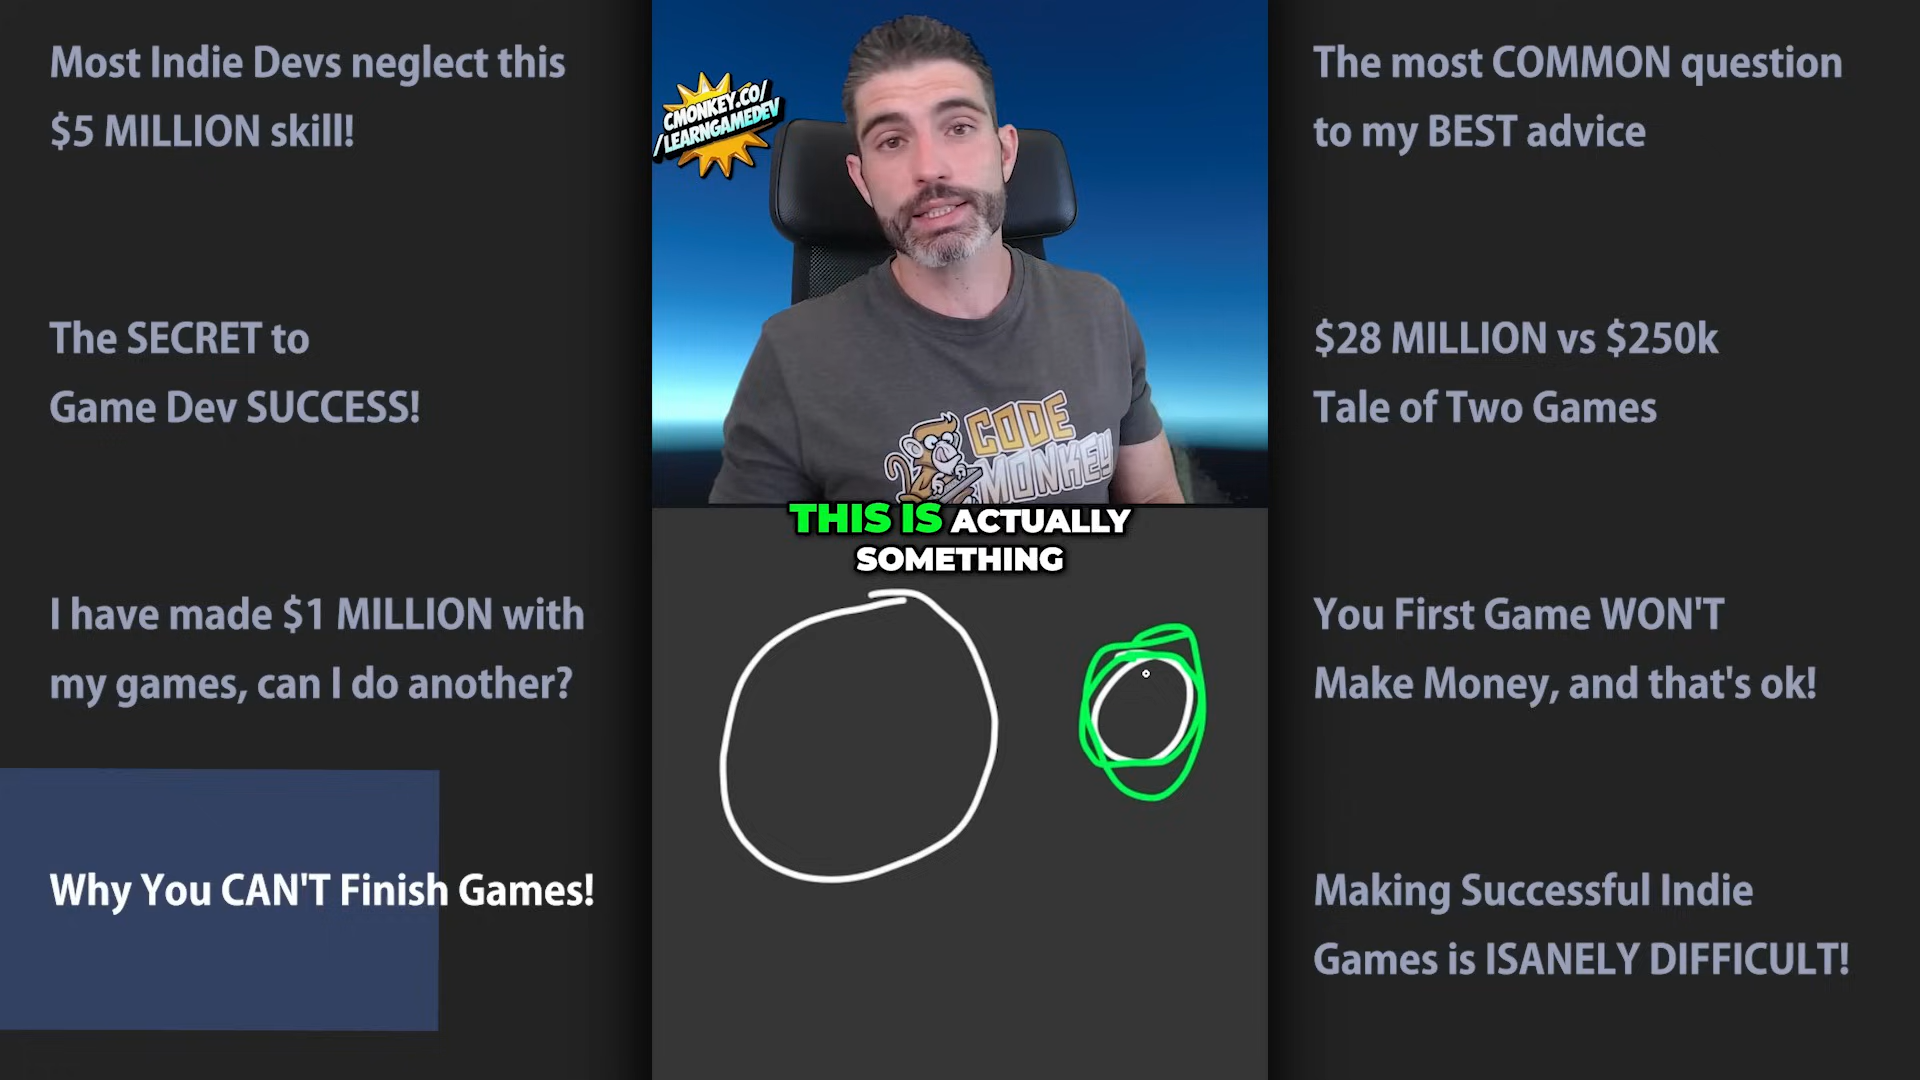 Most Indie Devs neglect this
$5 MILLION skill!
The SECRET to
Game Dev SUCCESS!
I have made $1 MILLION with
my games, can I do another?
Why You CAN'T Finish Games!
CMONKEY.CO/
/LEARNGAMEDEV
CODE
MONKEY
THIS IS ACTUALLY
SOMETHING
The most COMMON question
to my BEST advice
$28 MILLION vs $250k
Tale of Two Games
You First Game WON'T
Make Money, and that's ok!
Making Successful Indie
Games is ISANELY DIFFICULT!